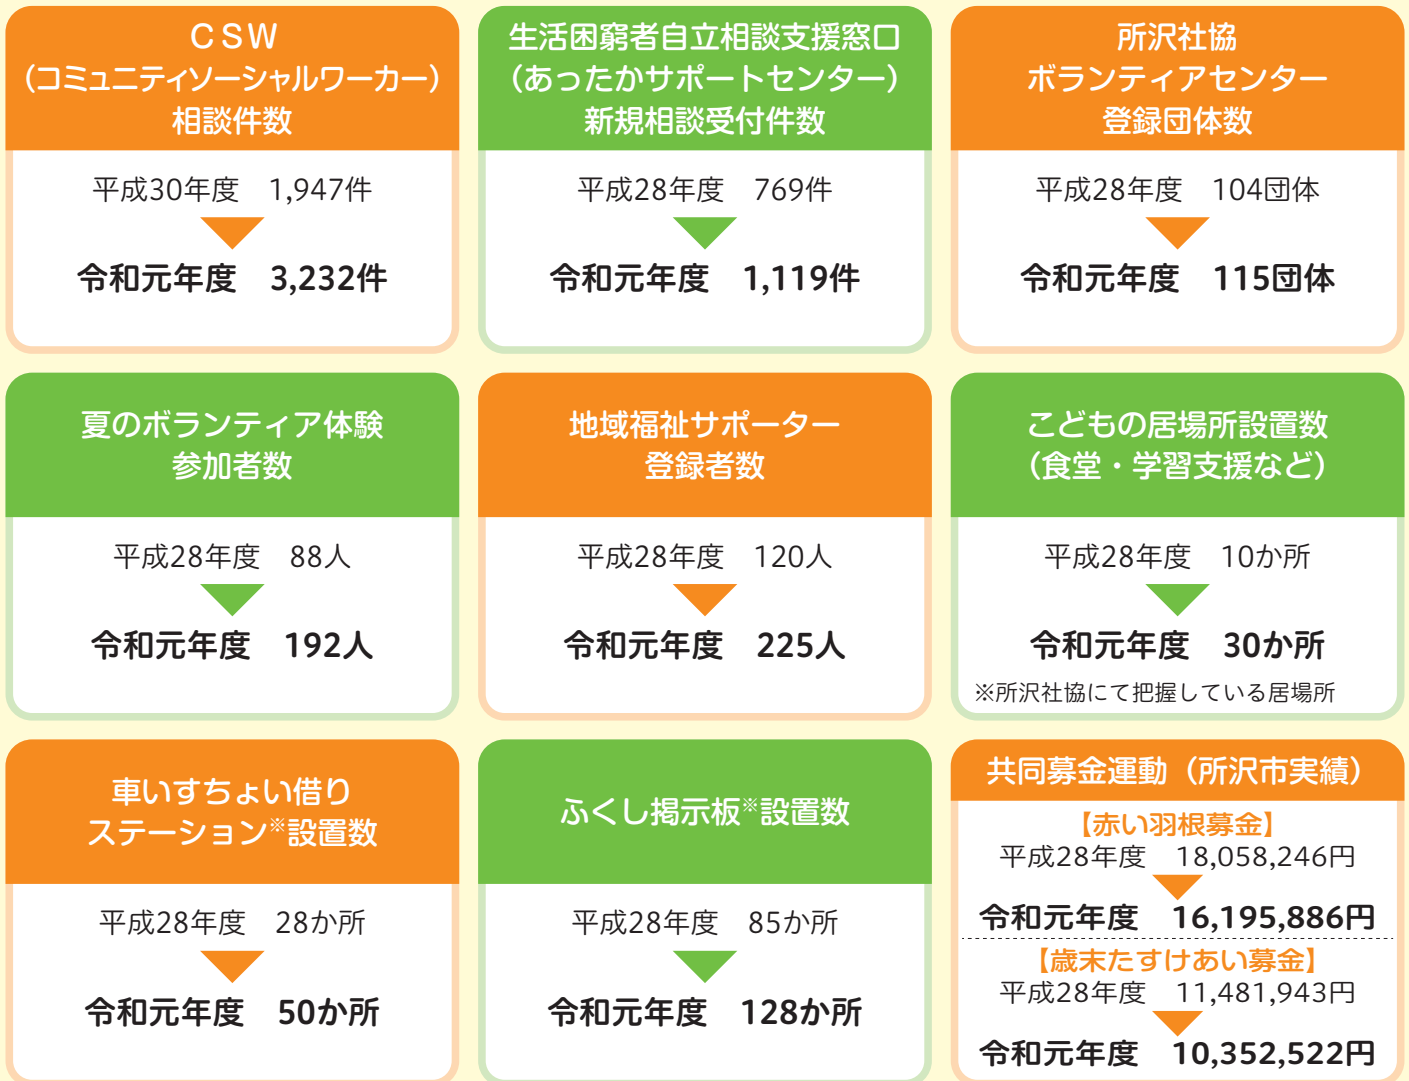 CSW
（コミュニティソーシャルワーカー）
相談件数
平成30年度　1,947件
令和元年度　3,232件
生活困窮者自立相談支援窓口
（あったかサポートセンター）
新規相談受付件数
平成28年度　769件
令和元年度　1,119件
所沢社協
ボランティアセンター
登録団体数
平成28年度　104団体
令和元年度　115団体
夏のボランティア体験
参加者数
平成28年度　88人
令和元年度　192人
地域福祉サポーター
登録者数
平成28年度　120人
令和元年度　225人
こどもの居場所設置数
（食堂・学習支援など）
平成28年度　10か所
令和元年度　30か所
※所沢社協にて把握している居場所
車いすちょい借り
ステーション※設置数
平成28年度　28か所
令和元年度　50か所
ふくし掲示板※設置数
平成28年度　85か所
令和元年度　128か所
共同募金運動（所沢市実績）
【赤い羽根募金】
平成28年度　18,058,246円
令和元年度　16,195,886円
【歳末たすけあい募金】
平成28年度　11,481,943円
令和元年度　10,352,522円